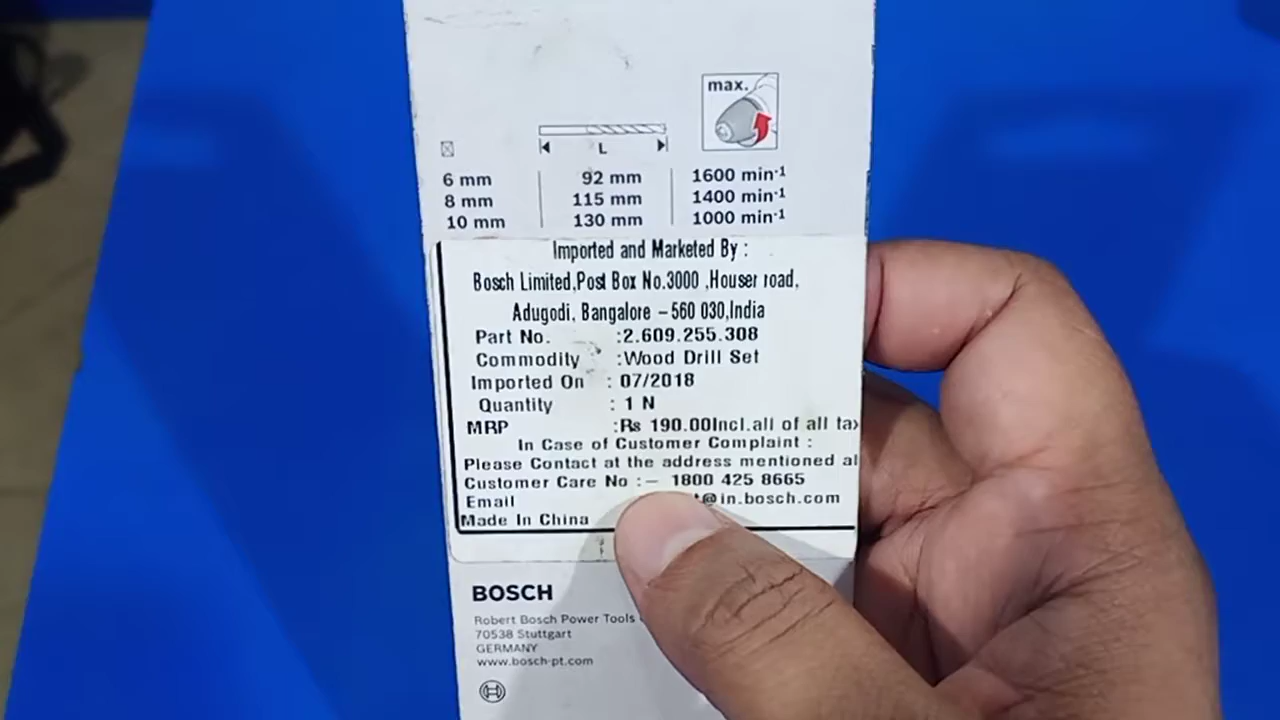 max.
L
6 mm 92 mm 1600 min-1
8 mm 115 mm 1400 min-1
10 mm 130 mm 1000 min-1
Imported and Marketed By :
Bosch Limited,Post Box No.3000 ,Houser road,
Adugodi, Bangalore – 560 030,India
Part No. :2.609.255.308
Commodity :Wood Drill Set
Imported On : 07/2018
Quantity : 1 N
MRP :Rs 190.00Incl.all of all
In Case of Customer Complaint :
Please Contact at the address mentioned
Customer Care No :– 1800 425 8665
Email @in.bosch.com
Made In China
BOSCH
Robert Bosch Power Tools
70538 Stuttgart
GERMANY
www.bosch-pt.com